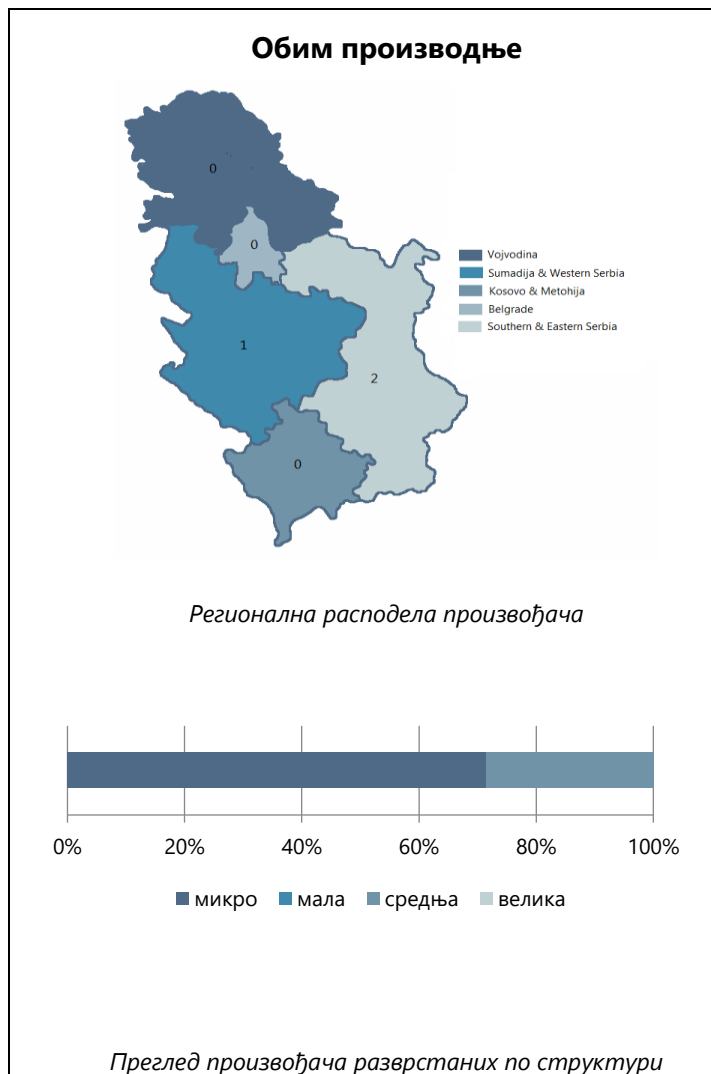 Обим производње
0
0
Vojvodina
Sumadija & Western Serbia
Kosovo & Metohija
Belgrade
Southern & Eastern Serbia
1
2
0
Регионална расподела произвођача
0% 20% 40% 60% 80% 100%
микро мала средња велика
Преглед произвођача разврстаних по структури